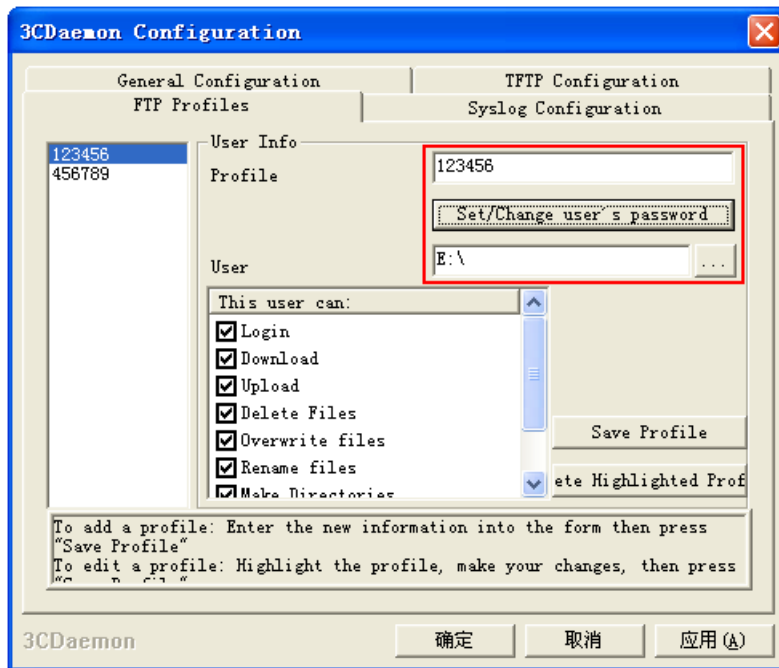 3CDaemon Configuration
General Configuration
TFTP Configuration
FTP Profiles
Syslog Configuration
123456
456789
User Info
Profile
123456
Set/Change user's password
User
E:\
...
This user can:
Login
Download
Upload
Delete Files
Overwrite files
Rename files
Make Directories
Save Profile
ete Highlighted Prof
To add a profile: Enter the new information into the form then press
"Save Profile"
To edit a profile: Highlight the profile, make your changes, then press
3CDaemon
确定
取消
应用(A)